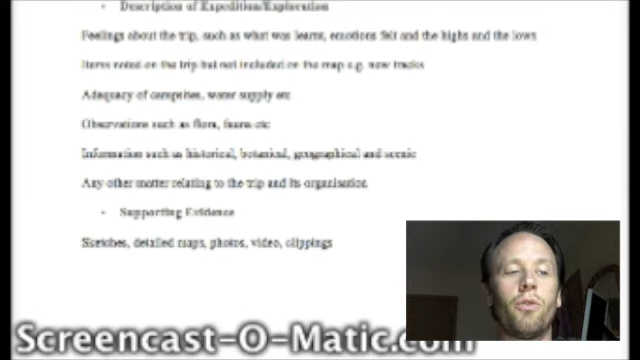 • Description of Expedition/Exploration
Feelings about the trip, such as what was learnt, emotions felt and the highs and the lows
Items noted on the trip but not included on the map e.g. new tracks
Adequacy of campsites, water supply etc
Observations such as flora, fauna etc
Information such as historical, botanical, geographical and scenic
Any other matter relating to the trip and its organisation.
• Supporting Evidence
Sketches, detailed maps, photos, video, clippings
Screencast-O-Matic.com